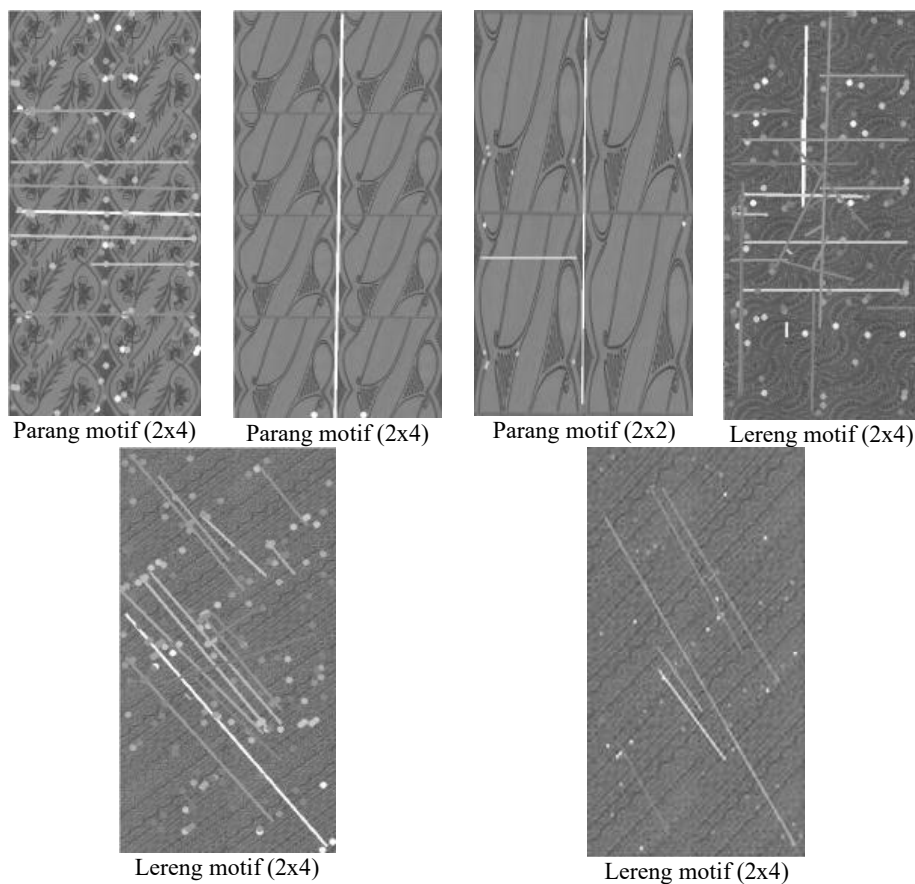 Parang motif (2x4)
Parang motif (2x4)
Parang motif (2x2)
Lereng motif (2x4)
Lereng motif (2x4)
Lereng motif (2x4)